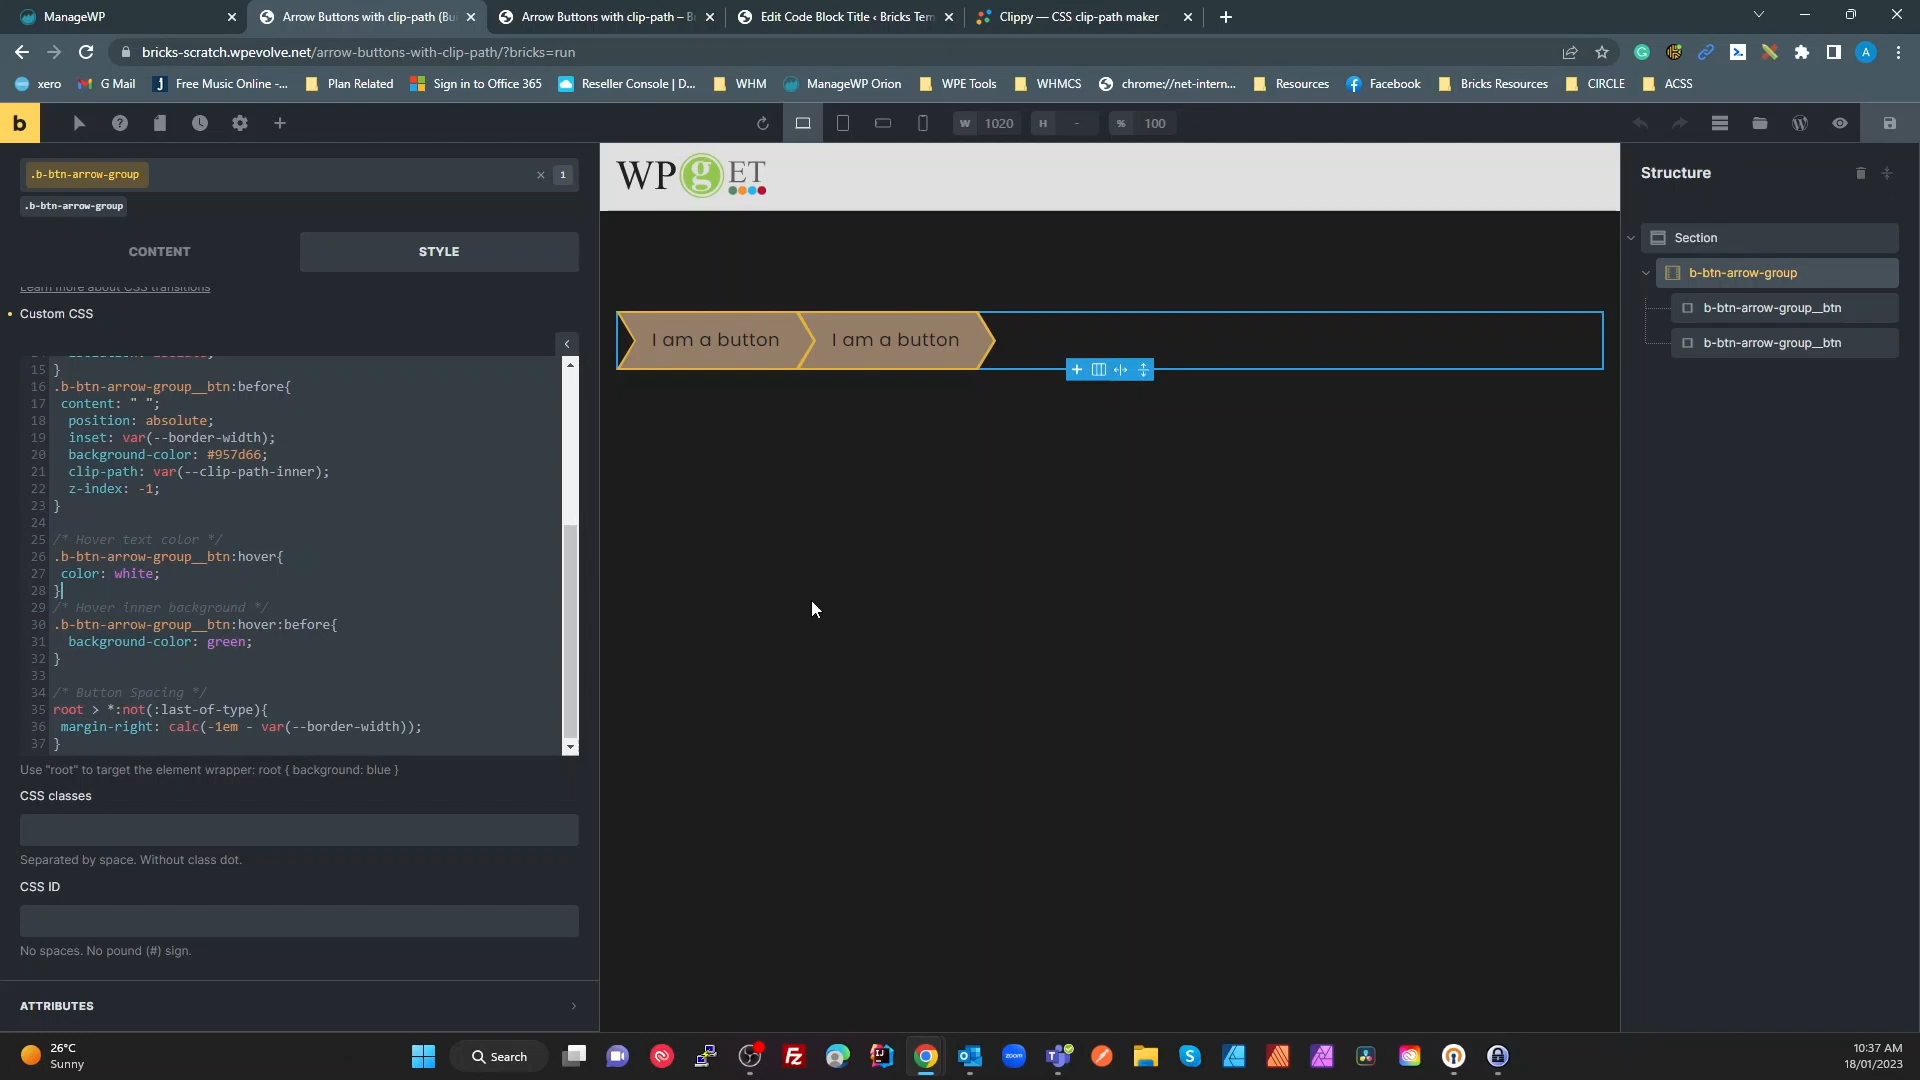 ManageWP
Arrow Buttons with clip-path (Bu
Arrow Buttons with clip-path – B
Edit Code Block Title ‹ Bricks Tem
Clippy — CSS clip-path maker
bricks-scratch.wpevolve.net/arrow-buttons-with-clip-path/?bricks=run
xero
G Mail
Free Music Online -...
Plan Related
Sign in to Office 365
Reseller Console | D...
WHM
ManageWP Orion
WPE Tools
WHMCS
chrome://net-intern...
Resources
Facebook
Bricks Resources
CIRCLE
ACSS
b
W 1020
H -
% 100
.b-btn-arrow-group
1
.b-btn-arrow-group
CONTENT
STYLE
Learn more about CSS transitions
Custom CSS
15 }
16 .b-btn-arrow-group__btn:before{
17 content: " ";
18 position: absolute;
19 inset: var(--border-width);
20 background-color: #957d66;
21 clip-path: var(--clip-path-inner);
22 z-index: -1;
23 }
24
25 /* Hover text color */
26 .b-btn-arrow-group__btn:hover{
27 color: white;
28 }
29 /* Hover inner background */
30 .b-btn-arrow-group__btn:hover:before{
31 background-color: green;
32 }
33
34 /* Button Spacing */
35 root > *:not(:last-of-type){
36 margin-right: calc(-1em - var(--border-width));
37 }
Use "root" to target the element wrapper: root { background: blue }
CSS classes
Separated by space. Without class dot.
CSS ID
No spaces. No pound (#) sign.
ATTRIBUTES
WP gET
I am a button
I am a button
Structure
Section
b-btn-arrow-group
b-btn-arrow-group__btn
b-btn-arrow-group__btn
26°C
Sunny
Search
10:37 AM
18/01/2023